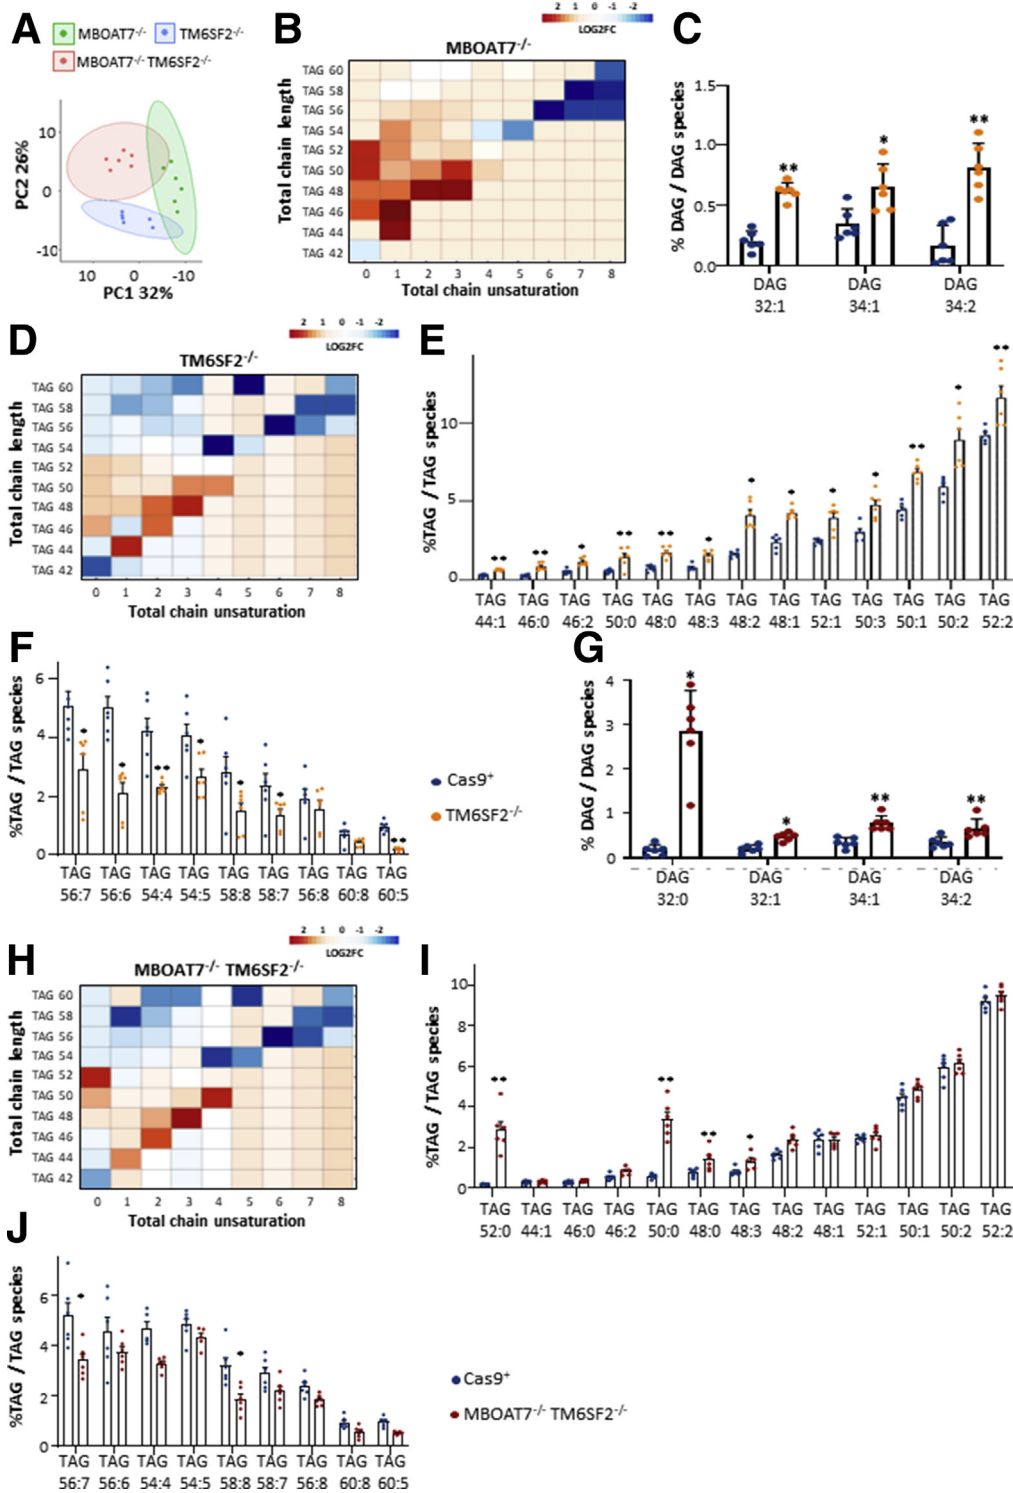 A
MBOAT7-/- TM6SF2-/-
MBOAT7-/- TM6SF2-/-
PC2 26%
10
0
-10
10 0 -10
PC1 32%
B
2 1 0 -1 -2
LOG2FC
MBOAT7-/-
Total chain length
TAG 60
TAG 58
TAG 56
TAG 54
TAG 52
TAG 50
TAG 48
TAG 46
TAG 44
TAG 42
0 1 2 3 4 5 6 7 8
Total chain unsaturation
C
% DAG / DAG species
1.5
1.0
0.5
0.0
** * **
DAG DAG DAG
32:1 34:1 34:2
D
2 1 0 -1 -2
LOG2FC
TM6SF2-/-
Total chain length
TAG 60
TAG 58
TAG 56
TAG 54
TAG 52
TAG 50
TAG 48
TAG 46
TAG 44
TAG 42
0 1 2 3 4 5 6 7 8
Total chain unsaturation
E
%TAG / TAG species
10
5
0
** ** * ** ** * * * * * ** * **
TAG TAG TAG TAG TAG TAG TAG TAG TAG TAG TAG TAG TAG
44:1 46:0 46:2 50:0 48:0 48:3 48:2 48:1 52:1 50:3 50:1 50:2 52:2
F
%TAG / TAG species
6
4
2
0
* * ** * * * **
TAG TAG TAG TAG TAG TAG TAG TAG TAG
56:7 56:6 54:4 54:5 58:8 58:7 56:8 60:8 60:5
Cas9+
TM6SF2-/-
G
% DAG / DAG species
4
3
2
1
0
* * ** **
DAG DAG DAG DAG
32:0 32:1 34:1 34:2
H
2 1 0 -1 -2
LOG2FC
MBOAT7-/- TM6SF2-/-
Total chain length
TAG 60
TAG 58
TAG 56
TAG 54
TAG 52
TAG 50
TAG 48
TAG 46
TAG 44
TAG 42
0 1 2 3 4 5 6 7 8
Total chain unsaturation
I
%TAG / TAG species
10
8
6
4
2
0
** ** ** *
TAG TAG TAG TAG TAG TAG TAG TAG TAG TAG TAG TAG TAG
52:0 44:1 46:0 46:2 50:0 48:0 48:3 48:2 48:1 52:1 50:1 50:2 52:2
J
%TAG / TAG species
6
4
2
0
* *
TAG TAG TAG TAG TAG TAG TAG TAG TAG
56:7 56:6 54:4 54:5 58:8 58:7 56:8 60:8 60:5
Cas9+
MBOAT7-/- TM6SF2-/-